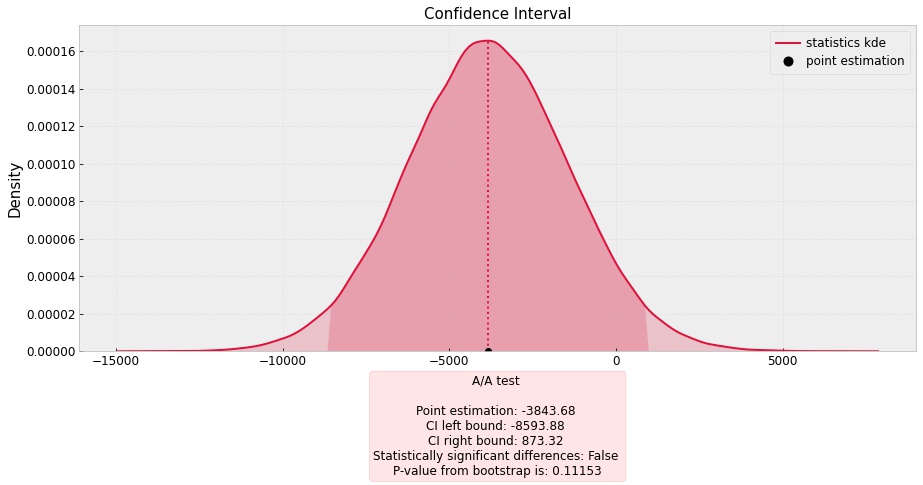 Confidence Interval
statistics kde
point estimation
Density
0.00016
0.00014
0.00012
0.00010
0.00008
0.00006
0.00004
0.00002
0.00000
−15000 −10000 −5000 0 5000
A/A test
Point estimation: -3843.68
CI left bound: -8593.88
CI right bound: 873.32
Statistically significant differences: False
P-value from bootstrap is: 0.11153